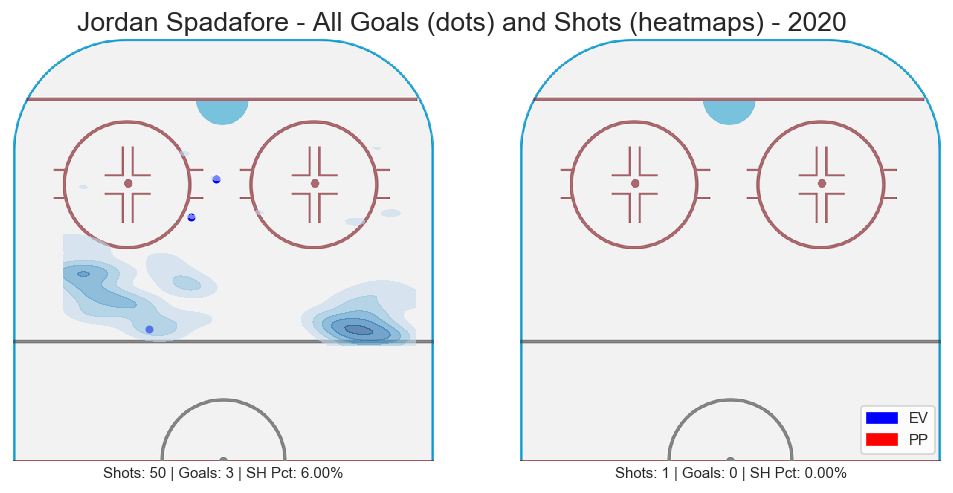 Jordan Spadafore - All Goals (dots) and Shots (heatmaps) - 2020
EV
PP
Shots: 50 | Goals: 3 | SH Pct: 6.00%
Shots: 1 | Goals: 0 | SH Pct: 0.00%